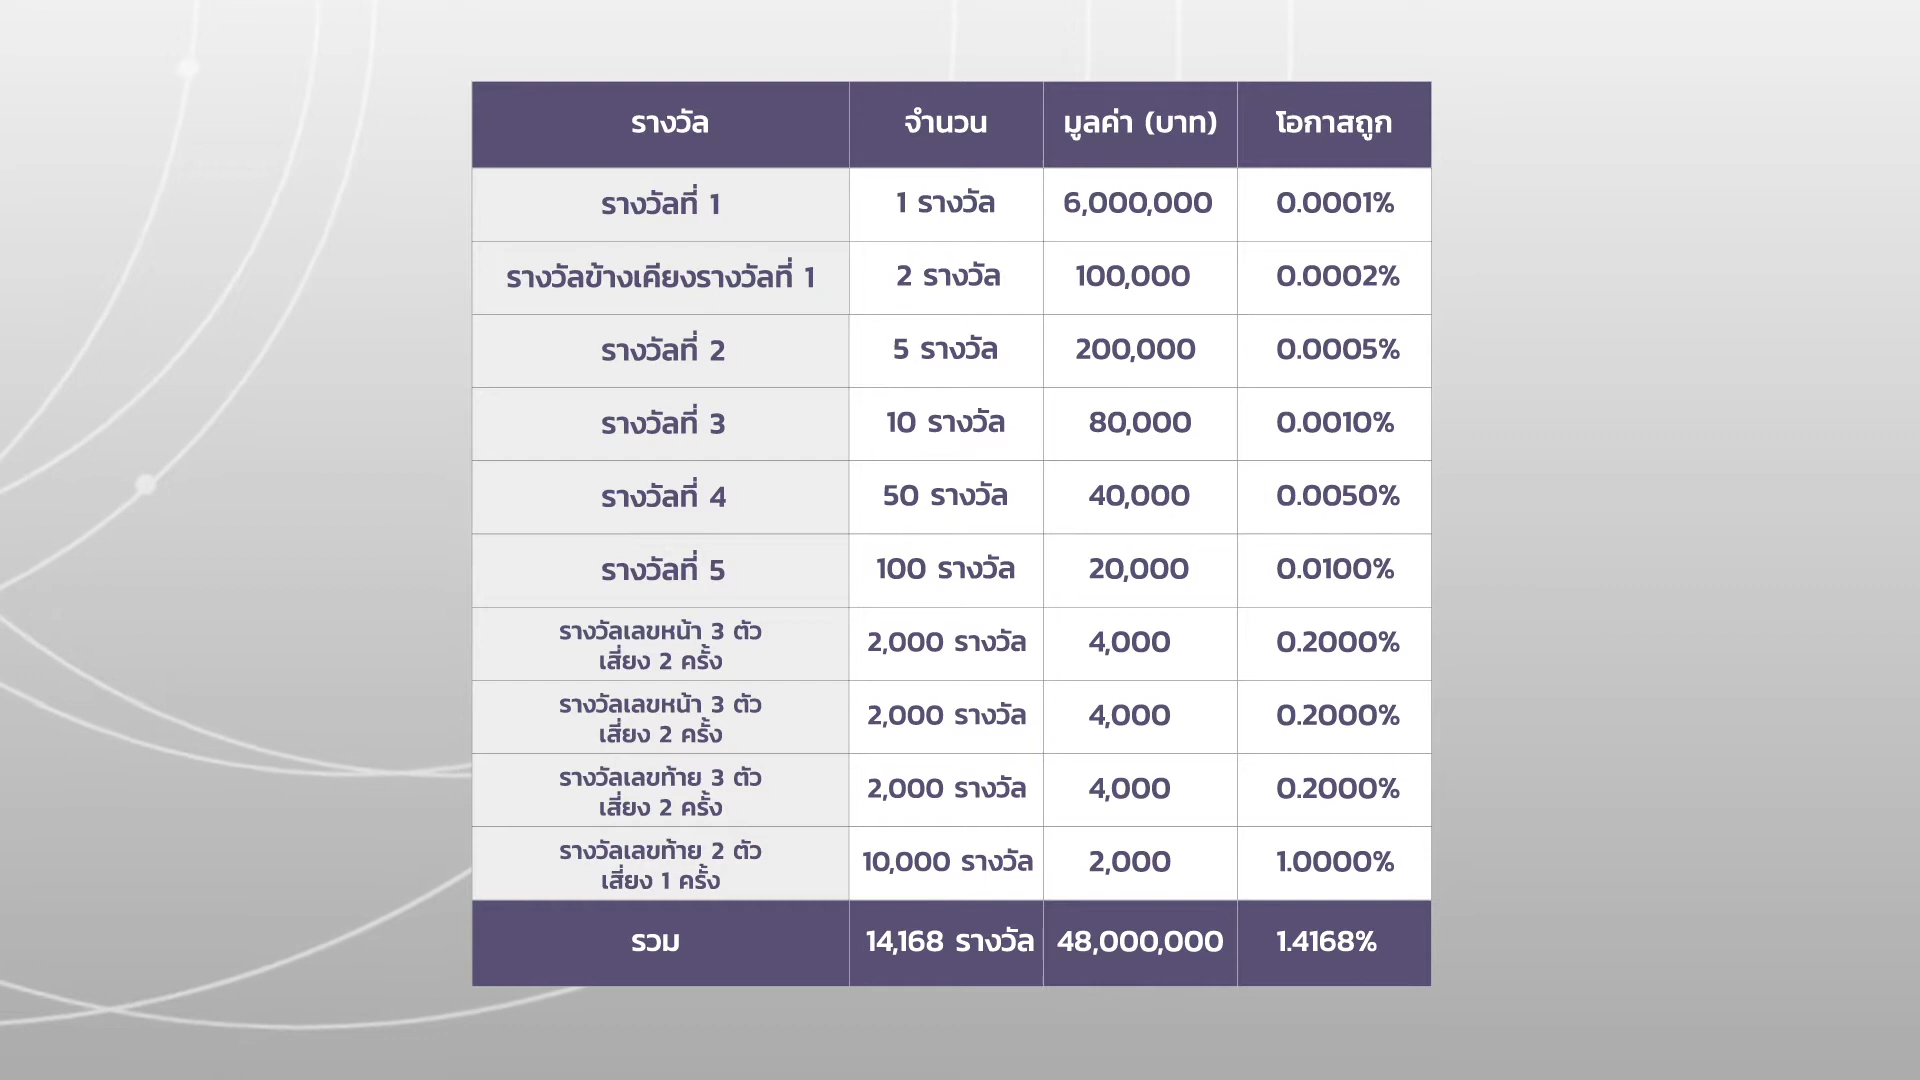 รางวัล จำนวน มูลค่า (บาท) โอกาสถูก
รางวัลที่ 1 1 รางวัล 6,000,000 0.0001%
รางวัลข้างเคียงรางวัลที่ 1 2 รางวัล 100,000 0.0002%
รางวัลที่ 2 5 รางวัล 200,000 0.0005%
รางวัลที่ 3 10 รางวัล 80,000 0.0010%
รางวัลที่ 4 50 รางวัล 40,000 0.0050%
รางวัลที่ 5 100 รางวัล 20,000 0.0100%
รางวัลเลขหน้า 3 ตัว
เสี่ยง 2 ครั้ง 2,000 รางวัล 4,000 0.2000%
รางวัลเลขหน้า 3 ตัว
เสี่ยง 2 ครั้ง 2,000 รางวัล 4,000 0.2000%
รางวัลเลขท้าย 3 ตัว
เสี่ยง 2 ครั้ง 2,000 รางวัล 4,000 0.2000%
รางวัลเลขท้าย 2 ตัว
เสี่ยง 1 ครั้ง 10,000 รางวัล 2,000 1.0000%
รวม 14,168 รางวัล 48,000,000 1.4168%